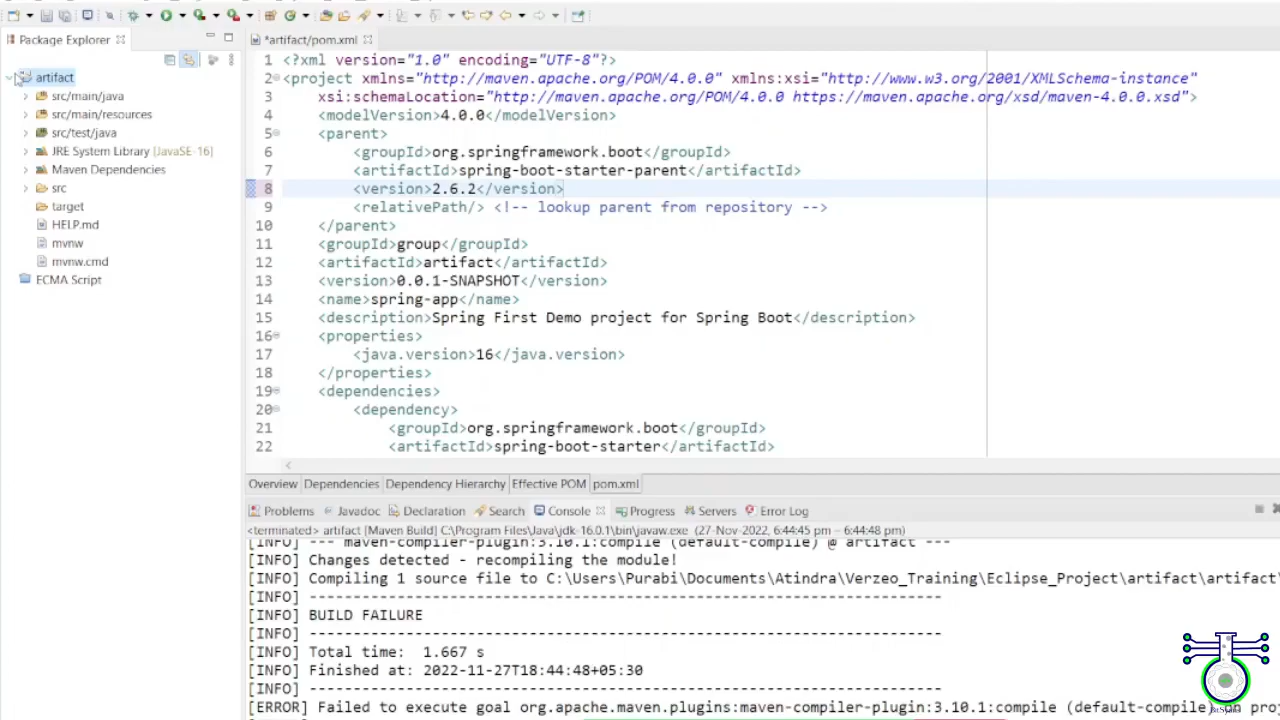 Package Explorer
artifact
src/main/java
src/main/resources
src/test/java
JRE System Library [JavaSE-16]
Maven Dependencies
src
target
HELP.md
mvnw
mvnw.cmd
ECMA Script
*artifact/pom.xml
1 <?xml version="1.0" encoding="UTF-8"?>
2 <project xmlns="http://maven.apache.org/POM/4.0.0" xmlns:xsi="http://www.w3.org/2001/XMLSchema-instance"
3 xsi:schemaLocation="http://maven.apache.org/POM/4.0.0 https://maven.apache.org/xsd/maven-4.0.0.xsd">
4 <modelVersion>4.0.0</modelVersion>
5 <parent>
6 <groupId>org.springframework.boot</groupId>
7 <artifactId>spring-boot-starter-parent</artifactId>
8 <version>2.6.2</version>
9 <relativePath/> <!-- lookup parent from repository -->
10 </parent>
11 <groupId>group</groupId>
12 <artifactId>artifact</artifactId>
13 <version>0.0.1-SNAPSHOT</version>
14 <name>spring-app</name>
15 <description>Spring First Demo project for Spring Boot</description>
16 <properties>
17 <java.version>16</java.version>
18 </properties>
19 <dependencies>
20 <dependency>
21 <groupId>org.springframework.boot</groupId>
22 <artifactId>spring-boot-starter</artifactId>
Overview Dependencies Dependency Hierarchy Effective POM pom.xml
Problems Javadoc Declaration Search Console Progress Servers Error Log
<terminated> artifact [Maven Build] C:\Program Files\Java\jdk-16.0.1\bin\javaw.exe (27-Nov-2022, 6:44:45 pm – 6:44:48 pm)
[INFO] --- maven-compiler-plugin:3.10.1:compile (default-compile) @ artifact ---
[INFO] Changes detected - recompiling the module!
[INFO] Compiling 1 source file to C:\Users\Purabi\Documents\Atindra\Verzeo_Training\Eclipse_Project\artifact\artifact\
[INFO] ------------------------------------------------------------------------
[INFO] BUILD FAILURE
[INFO] ------------------------------------------------------------------------
[INFO] Total time: 1.667 s
[INFO] Finished at: 2022-11-27T18:44:48+05:30
[INFO] ------------------------------------------------------------------------
[ERROR] Failed to execute goal org.apache.maven.plugins:maven-compiler-plugin:3.10.1:compile (default-compile) on proj